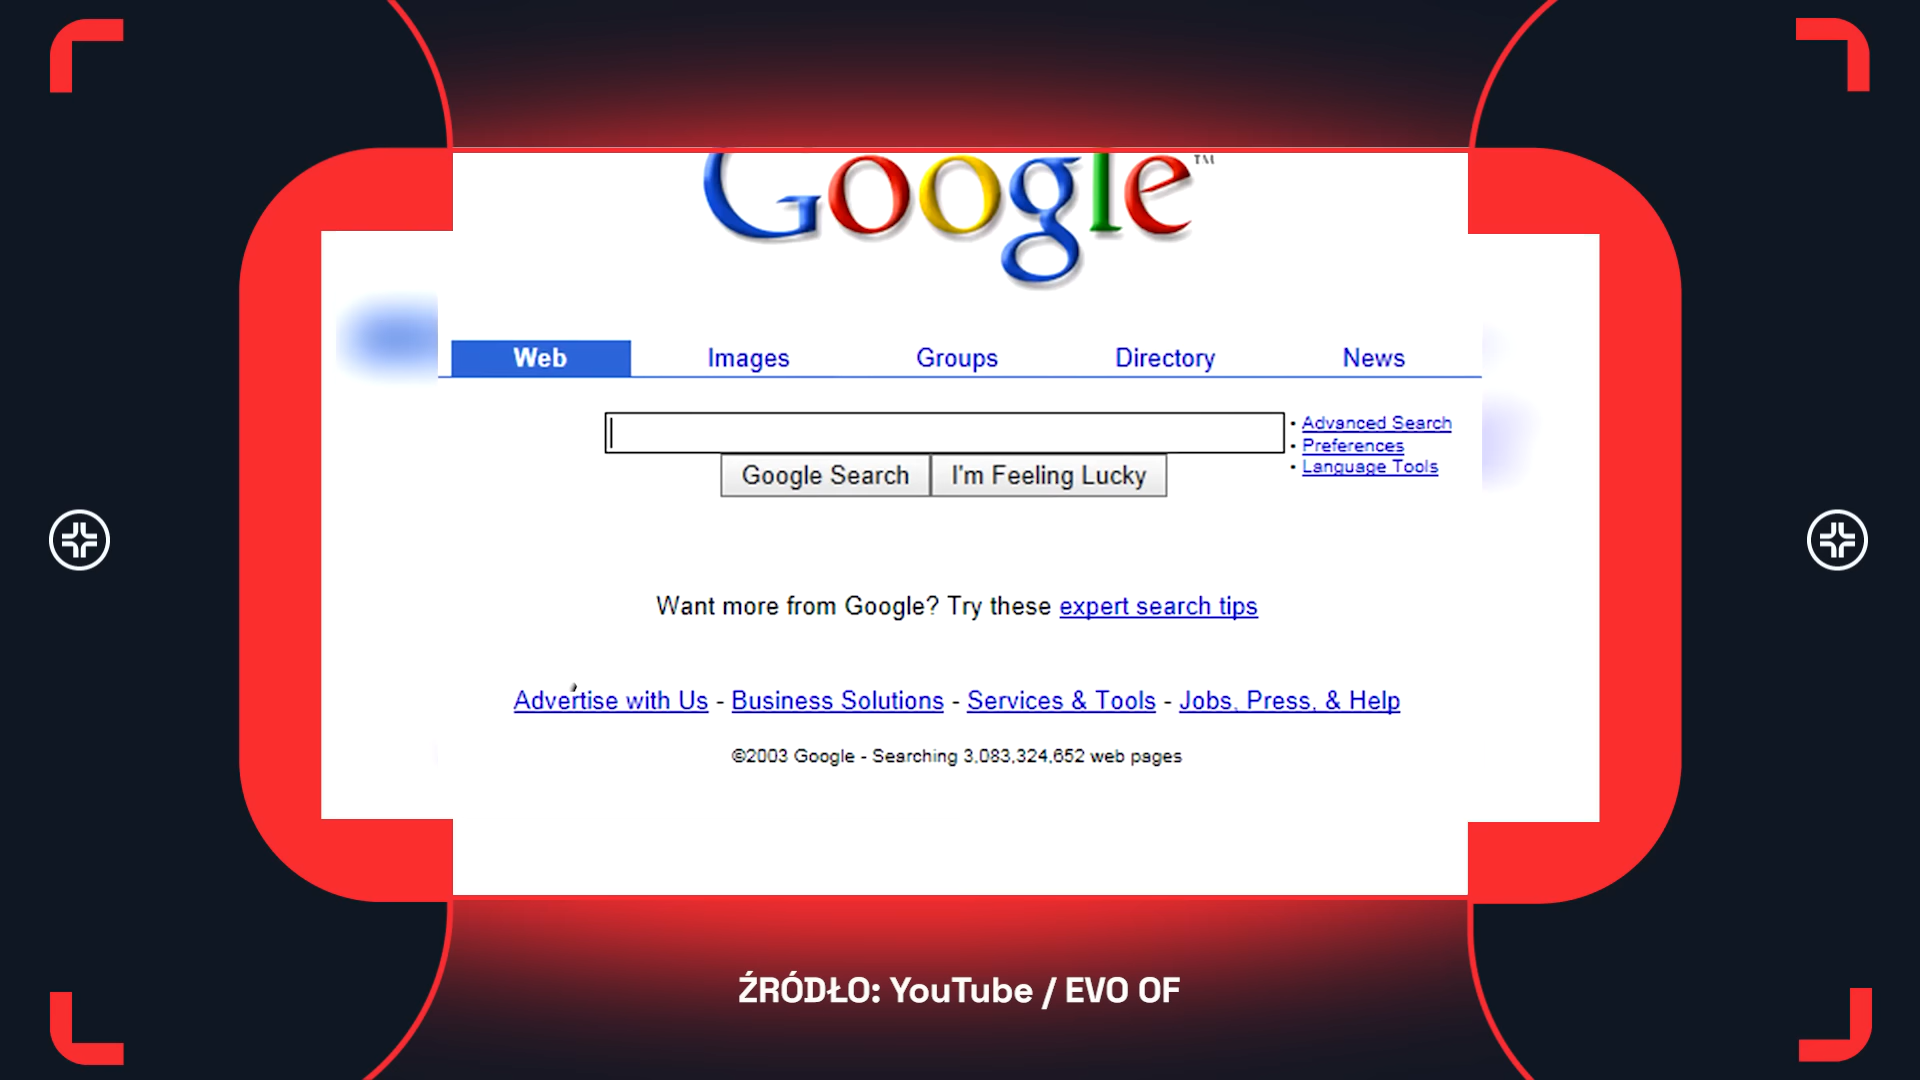 Google™
Web Images Groups Directory News
• Advanced Search
• Preferences
• Language Tools
Google Search I'm Feeling Lucky
Want more from Google? Try these expert search tips
Advertise with Us - Business Solutions - Services & Tools - Jobs, Press, & Help
©2003 Google - Searching 3,083,324,652 web pages
ŹRÓDŁO: YouTube / EVO OF